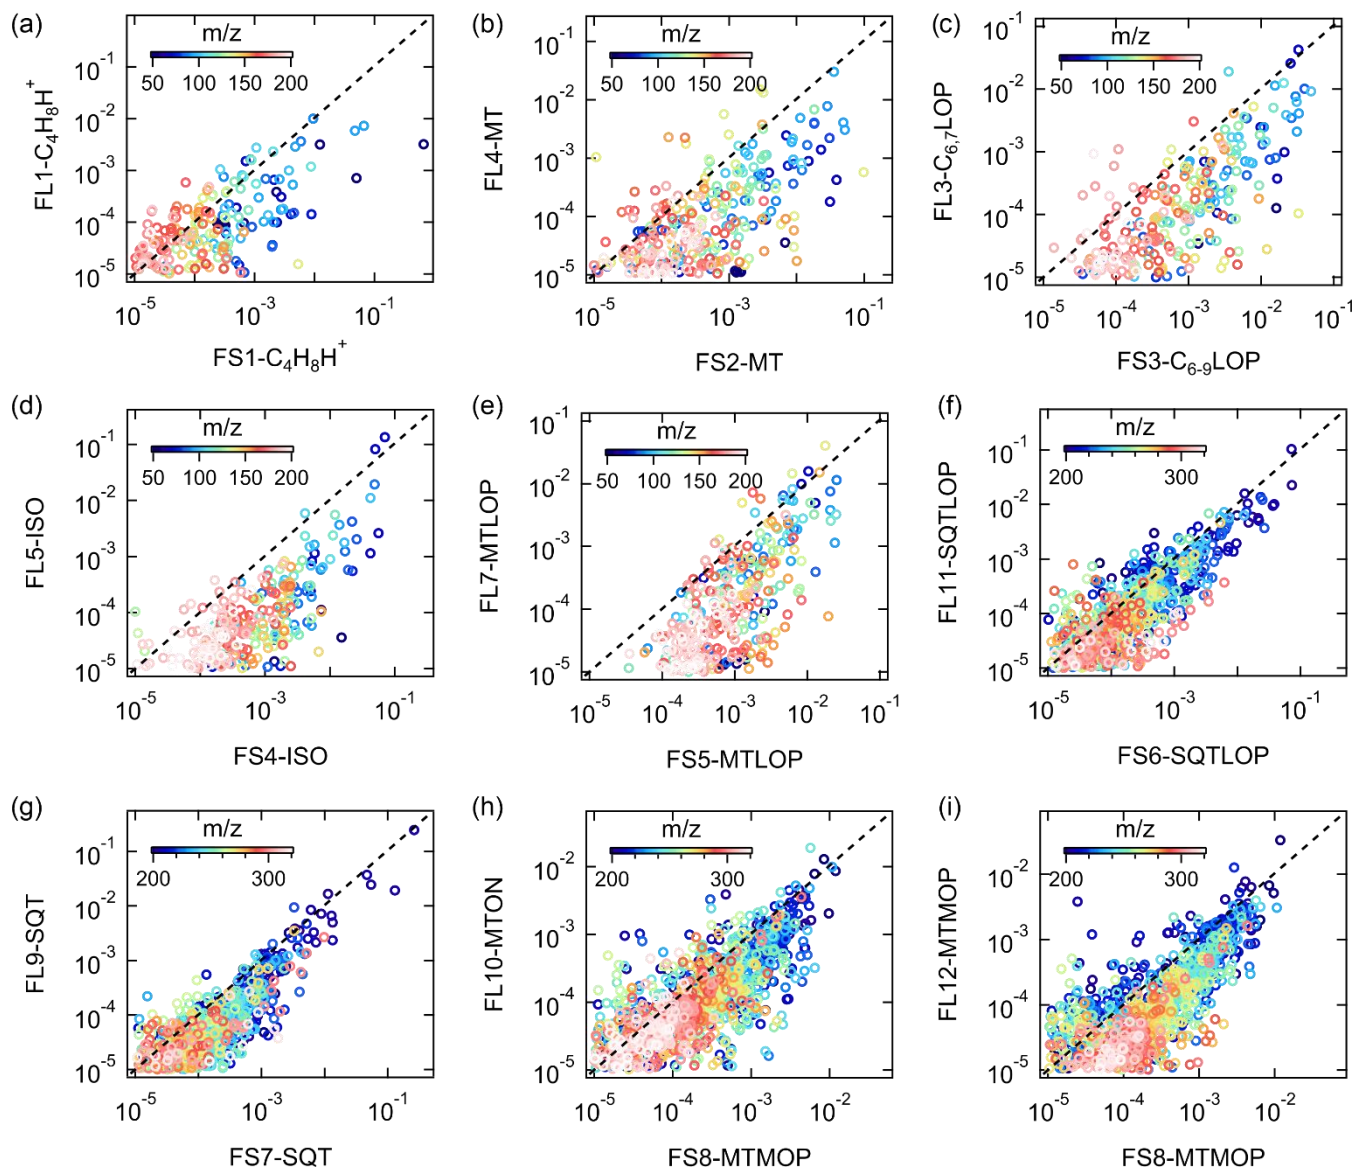 (a)
m/z
50 100 150 200
10⁻¹
10⁻²
10⁻³
10⁻⁴
10⁻⁵
FL1-C₄H₈H⁺
10⁻⁵ 10⁻³ 10⁻¹
FS1-C₄H₈H⁺
(b)
m/z
50 100 150 200
10⁻¹
10⁻²
10⁻³
10⁻⁴
10⁻⁵
FL4-MT
10⁻⁵ 10⁻³ 10⁻¹
FS2-MT
(c)
m/z
50 100 150 200
10⁻¹
10⁻²
10⁻³
10⁻⁴
10⁻⁵
FL3-C₆,₇LOP
10⁻⁵ 10⁻⁴ 10⁻³ 10⁻² 10⁻¹
FS3-C₆₋₉LOP
(d)
m/z
50 100 150 200
10⁻¹
10⁻²
10⁻³
10⁻⁴
10⁻⁵
FL5-ISO
10⁻⁵ 10⁻³ 10⁻¹
FS4-ISO
(e)
m/z
50 100 150 200
10⁻¹
10⁻²
10⁻³
10⁻⁴
10⁻⁵
FL7-MTLOP
10⁻⁵ 10⁻⁴ 10⁻³ 10⁻² 10⁻¹
FS5-MTLOP
(f)
m/z
200 300
10⁻¹
10⁻²
10⁻³
10⁻⁴
10⁻⁵
FL11-SQTLOP
10⁻⁵ 10⁻³ 10⁻¹
FS6-SQTLOP
(g)
m/z
200 300
10⁻¹
10⁻²
10⁻³
10⁻⁴
10⁻⁵
FL9-SQT
10⁻⁵ 10⁻³ 10⁻¹
FS7-SQT
(h)
m/z
200 300
10⁻²
10⁻³
10⁻⁴
10⁻⁵
FL10-MTON
10⁻⁵ 10⁻⁴ 10⁻³ 10⁻²
FS8-MTMOP
(i)
m/z
200 300
10⁻²
10⁻³
10⁻⁴
10⁻⁵
FL12-MTMOP
10⁻⁵ 10⁻⁴ 10⁻³ 10⁻²
FS8-MTMOP